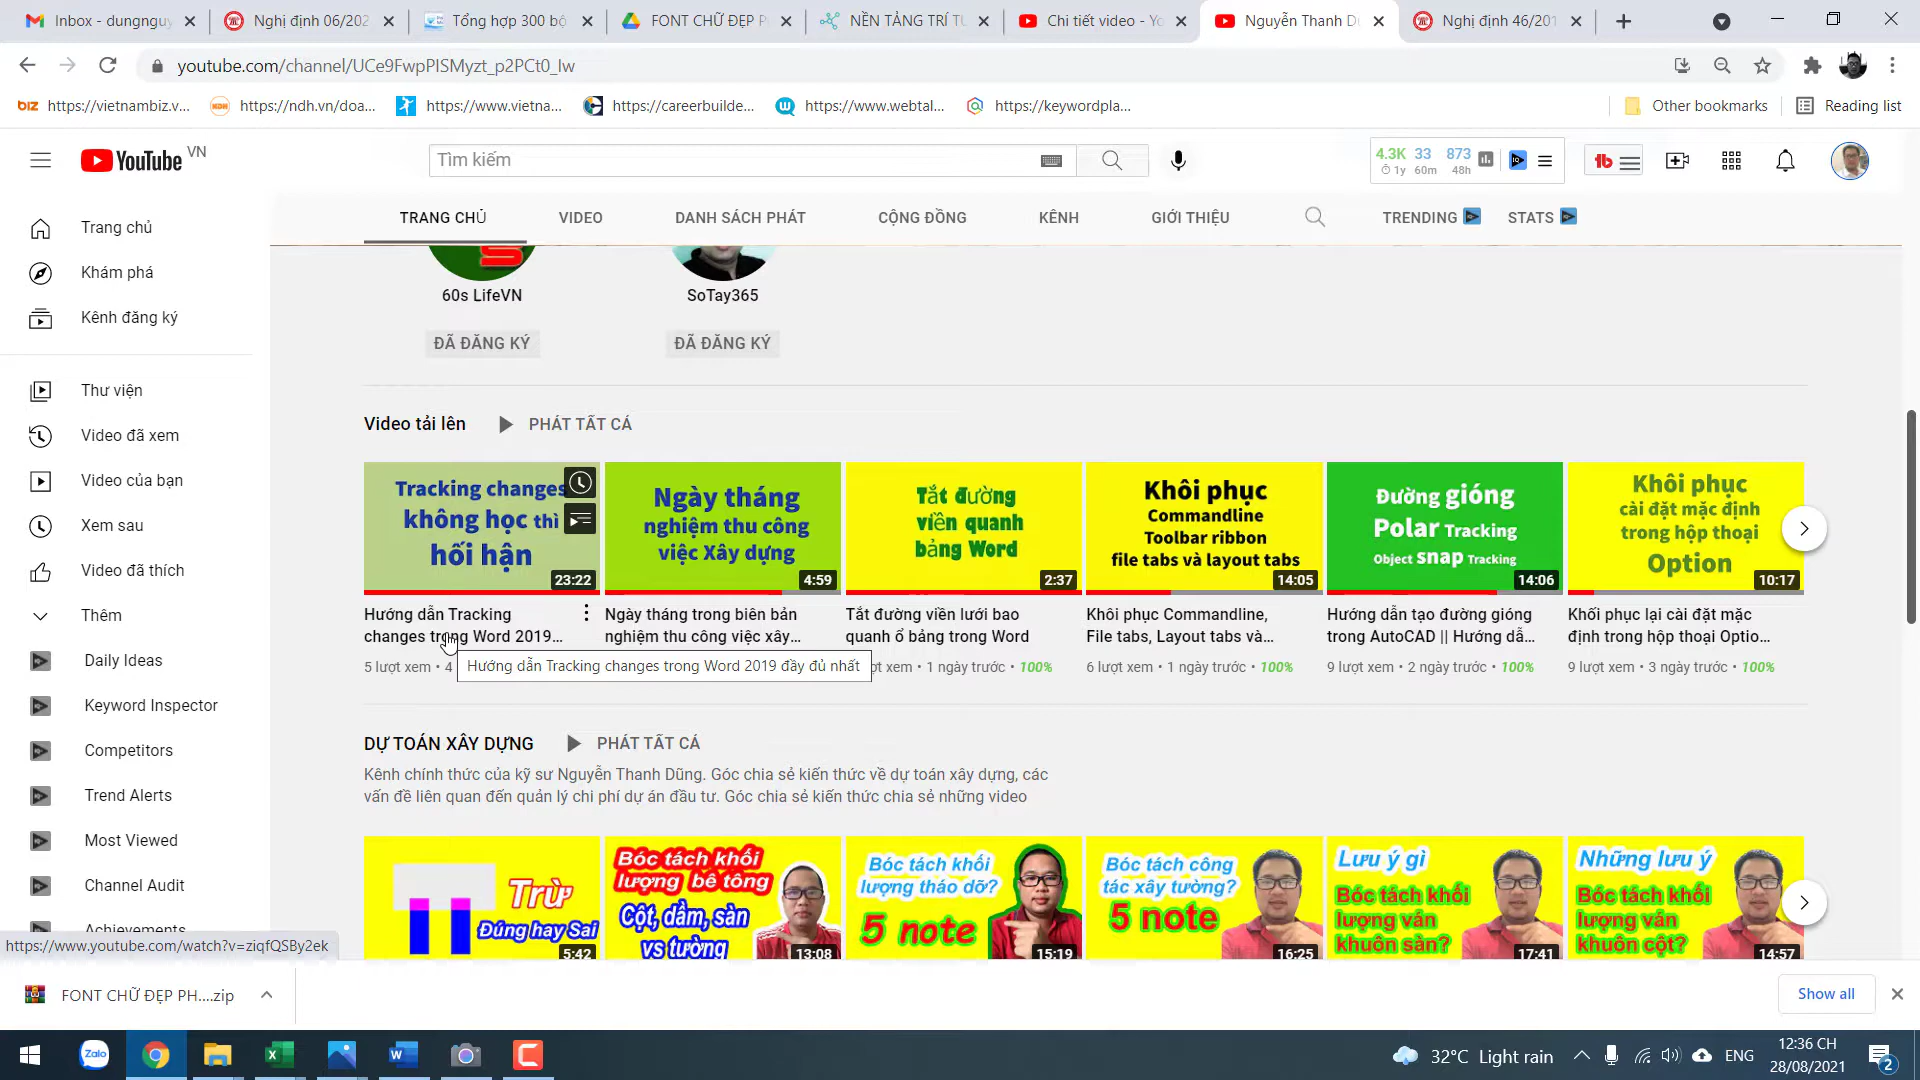 Inbox - dungnguy
Nghị định 06/202
Tổng hợp 300 bộ
FONT CHỮ ĐẸP P
NỀN TẢNG TRÍ TU
Chi tiết video - Yo
Nguyễn Thanh Dũ
Nghị định 46/201
youtube.com/channel/UCe9FwpPISMyzt_p2PCt0_Iw
https://vietnambiz.v...
https://ndh.vn/doa...
https://www.vietna...
https://careerbuilde...
https://www.webtal...
https://keywordpla...
Other bookmarks
Reading list
YouTube VN
Tìm kiếm
4.3K 33 873
1y 60m 48h
TRANG CHỦ
VIDEO
DANH SÁCH PHÁT
CỘNG ĐỒNG
KÊNH
GIỚI THIỆU
TRENDING
STATS
Trang chủ
Khám phá
Kênh đăng ký
Thư viện
Video đã xem
Video của bạn
Xem sau
Video đã thích
Thêm
Daily Ideas
Keyword Inspector
Competitors
Trend Alerts
Most Viewed
Channel Audit
Achievements
60s LifeVN
SoTay365
ĐÃ ĐĂNG KÝ
ĐÃ ĐĂNG KÝ
Video tải lên
PHÁT TẤT CẢ
Tracking changes
không học thì
hối hận
23:22
Ngày tháng
nghiệm thu công
việc Xây dựng
4:59
Tắt đường
viền quanh
bảng Word
2:37
Khôi phục
Commandline
Toolbar ribbon
file tabs và layout tabs
14:05
Đường gióng
Polar Tracking
Object snap Tracking
14:06
Khôi phục
cài đặt mặc định
trong hộp thoại
Option
10:17
Hướng dẫn Tracking
changes trong Word 2019...
5 lượt xem • 4
Ngày tháng trong biên bản
nghiệm thu công việc xây...
Tắt đường viền lưới bao
quanh ổ bảng trong Word
xem • 1 ngày trước • 100%
Khôi phục Commandline,
File tabs, Layout tabs và...
6 lượt xem • 1 ngày trước • 100%
Hướng dẫn tạo đường gióng
trong AutoCAD || Hướng dẫ...
9 lượt xem • 2 ngày trước • 100%
Khối phục lại cài đặt mặc
định trong hộp thoại Optio...
9 lượt xem • 3 ngày trước • 100%
Hướng dẫn Tracking changes trong Word 2019 đầy đủ nhất
DỰ TOÁN XÂY DỰNG
PHÁT TẤT CẢ
Kênh chính thức của kỹ sư Nguyễn Thanh Dũng. Góc chia sẻ kiến thức về dự toán xây dựng, các
vấn đề liên quan đến quản lý chi phí dự án đầu tư. Góc chia sẻ kiến thức chia sẻ những video
Trừ
Đúng hay Sai
5:42
Bóc tách khối
lượng bê tông
Cột, dầm, sàn
vs tường
13:08
Bóc tách khối
lượng tháo dỡ?
5 note
15:19
Bóc tách công
tác xây tường?
5 note
16:25
Lưu ý gì
Bóc tách khối
lượng ván
khuôn sàn?
17:41
Những lưu ý
Bóc tách khối
lượng ván
khuôn cột?
14:57
https://www.youtube.com/watch?v=ziqfQSBy2ek
FONT CHỮ ĐẸP PH....zip
Show all
Zalo
32°C Light rain
ENG
12:36 CH
28/08/2021
2